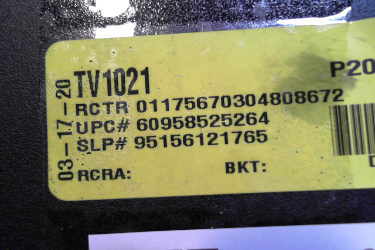 03-17-20
TV1021
P20
RCTR 01175670304808672
UPC# 60958525264
SLP# 95156121765
RCRA: BKT: